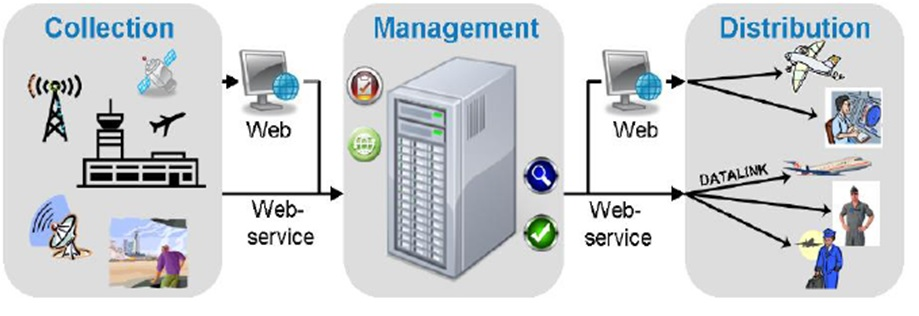 Collection
Management
Distribution
Web
Web
DATALINK
Web-
service
Web-
service